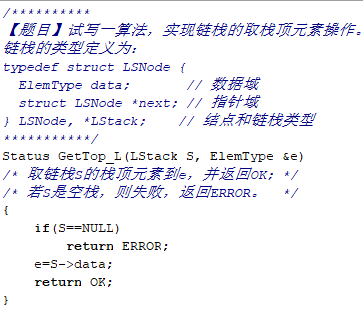 /**********
【题目】试写一算法，实现链栈的取栈顶元素操作。
链栈的类型定义为：
typedef struct LSNode {
  ElemType data;       // 数据域
  struct LSNode *next; // 指针域
} LSNode, *LStack;    // 结点和链栈类型
***********/
Status GetTop_L(LStack S, ElemType &e)
/* 取链栈S的栈顶元素到e，并返回OK; */
/* 若S是空栈，则失败，返回ERROR。  */
{
    if(S==NULL)
        return ERROR;
    e=S->data;
    return OK;
}